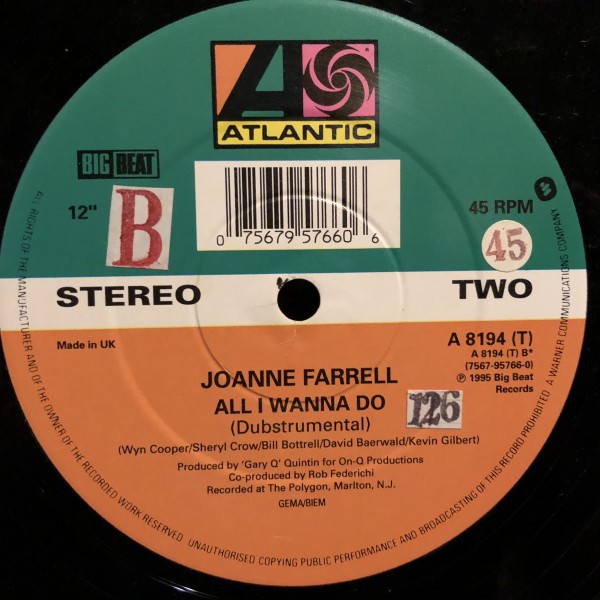 ATLANTIC
BIG BEAT
12"
B
0 75679 57660 6
45 RPM
45
STEREO
TWO
Made in UK
A 8194 (T)
A 8194 (T) B*
(7567-95766-0)
℗ 1995 Big Beat
Records
JOANNE FARRELL
ALL I WANNA DO
(Dubstrumental)
126
(Wyn Cooper/Sheryl Crow/Bill Bottrell/David Baerwald/Kevin Gilbert)
Produced by 'Gary Q' Quintin for On-Q Productions
Co-produced by Rob Federichi
Recorded at The Polygon, Marlton, N.J.
GEMA/BIEM
ALL RIGHTS OF THE MANUFACTURER AND OF THE OWNER OF THE RECORDED WORK RESERVED UNAUTHORISED COPYING PUBLIC PERFORMANCE AND BROADCASTING OF THIS RECORD PROHIBITED A WARNER COMMUNICATIONS COMPANY